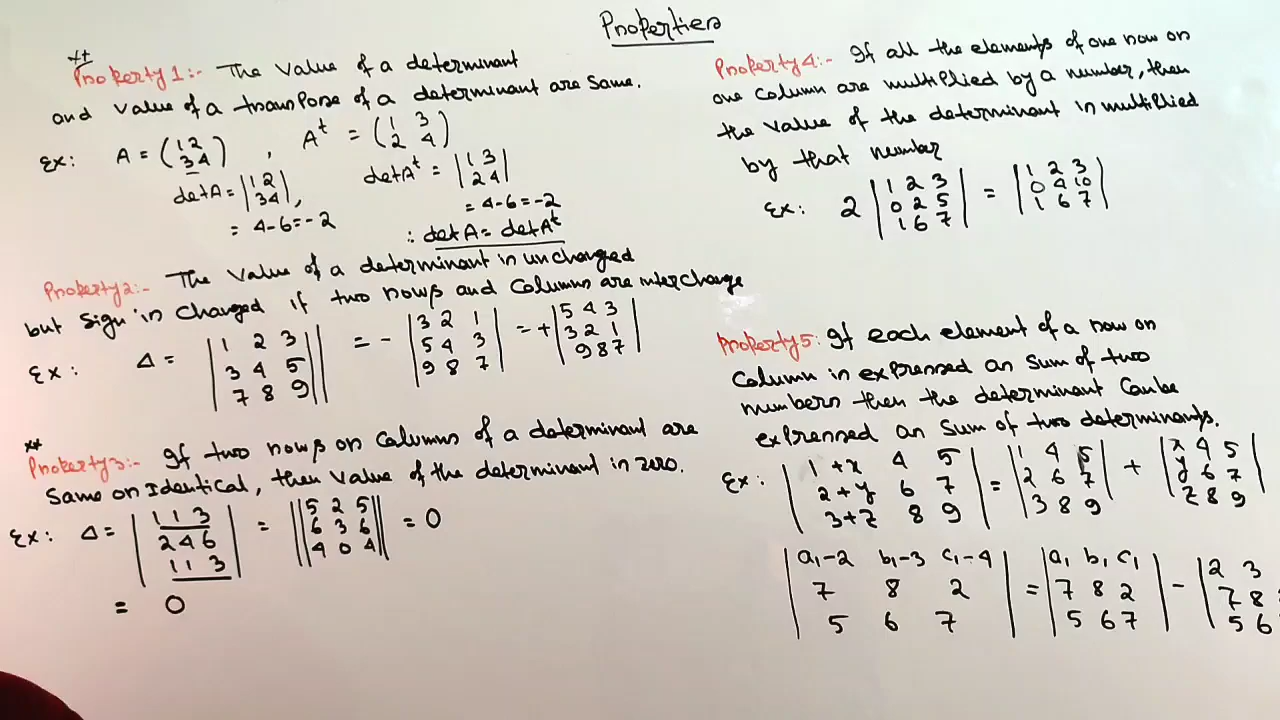 Properties
** Property 1:- The value of a determinant
and value of a transpose of a determinant are same.
Ex: A = (1 2
3 4) , Aᵗ = (1 3
2 4)
detA = |1 2
3 4|, detAᵗ = |1 3
2 4|
= 4-6=-2 = 4-6=-2
∴ detA = detAᵗ
Property2:- The value of a determinant is unchanged
but sign is changed if two rows and columns are interchange
Ex: Δ = |1 2 3
3 4 5
7 8 9| = - |3 2 1
5 4 3
9 8 7| = + |5 4 3
3 2 1
9 8 7|
** Property3:- If two rows or columns of a determinant are
same or identical, then value of the determinant is zero.
Ex: Δ = |1 1 3
2 4 6
1 1 3| = |5 2 5
6 3 6
4 0 4| = 0
= 0
Property4:- If all the elements of one row or
one column are multiplied by a number, then
the value of the determinant is multiplied
by that number
Ex: 2 |1 2 3
0 2 5
1 6 7| = |1 2 3
0 4 10
1 6 7|
Property5: If each element of a row or
column is expressed as sum of two
numbers then the determinant can be
expressed as sum of two determinants.
Ex: |1+x 4 5
2+y 6 7
3+z 8 9| = |1 4 5
2 6 7
3 8 9| + |x 4 5
y 6 7
z 8 9|
|a₁-2 b₁-3 c₁-4
7 8 2
5 6 7| = |a₁ b₁ c₁
7 8 2
5 6 7| - |2 3
7 8
5 6